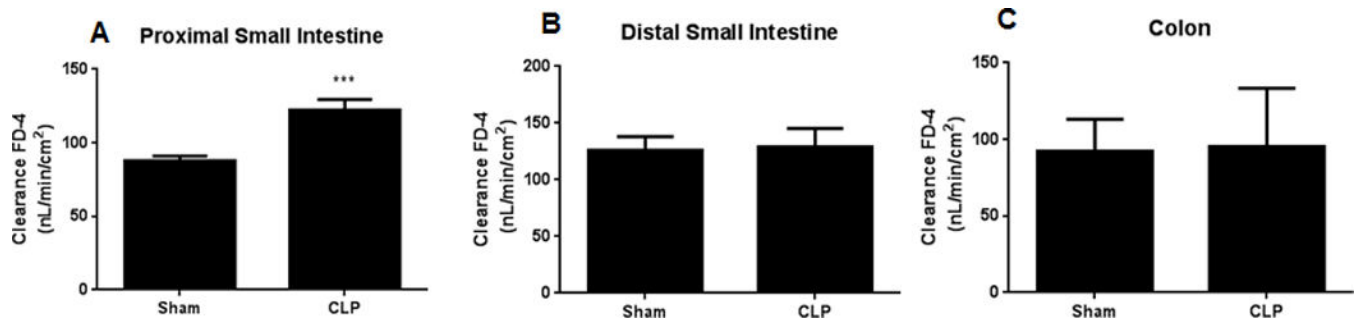 A
Proximal Small Intestine
Clearance FD-4
(nL/min/cm²)
150
100
50
0
***
Sham
CLP
B
Distal Small Intestine
Clearance FD-4
(nL/min/cm²)
200
150
100
50
0
Sham
CLP
C
Colon
Clearance FD-4
(nL/min/cm²)
150
100
50
0
Sham
CLP